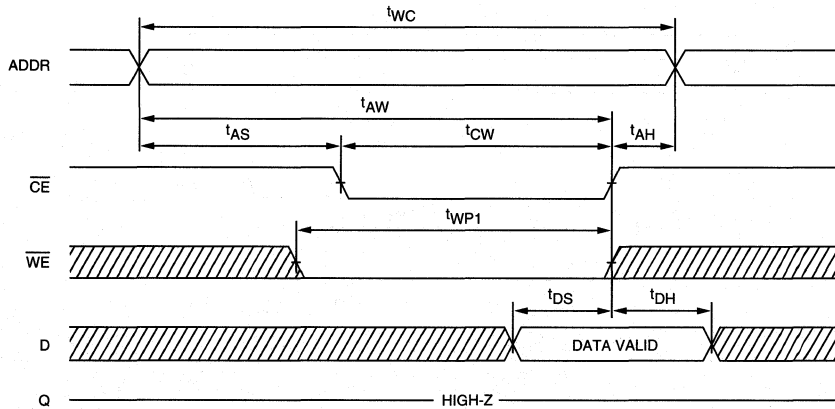 tWC
ADDR
tAW
tAS tCW tAH
CE
tWP1
WE
tDS tDH
D DATA VALID
Q HIGH-Z